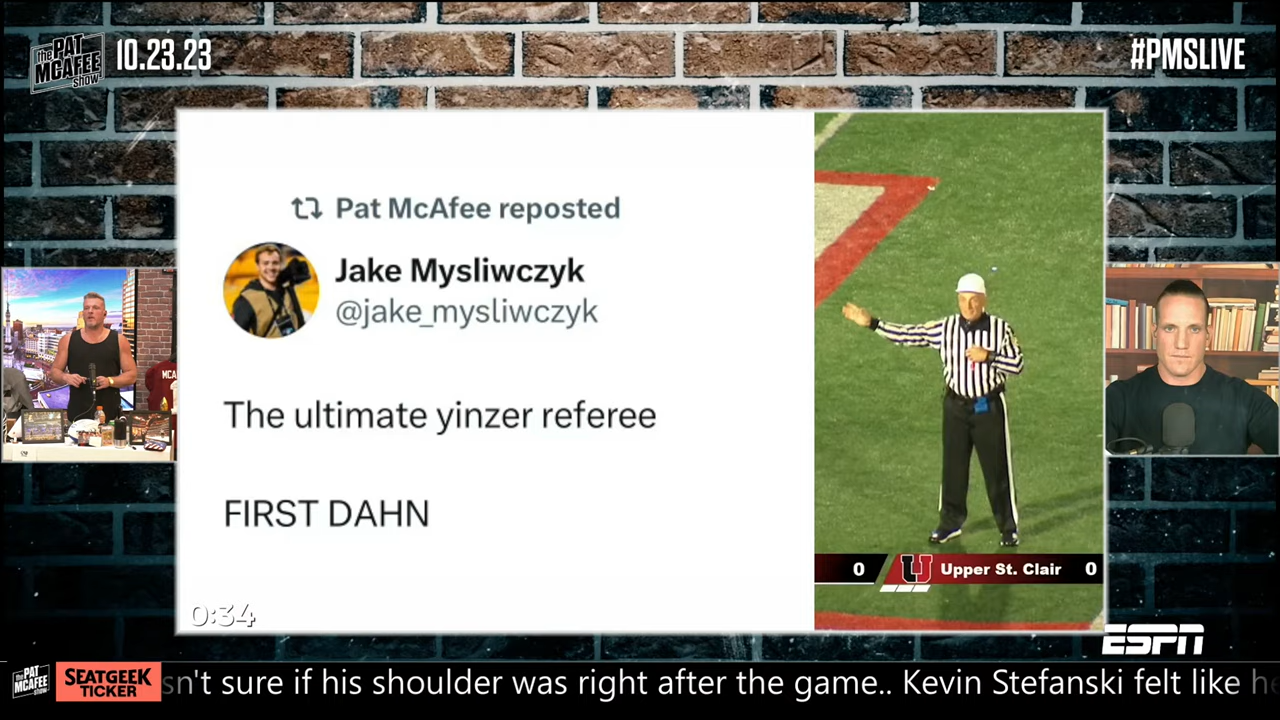 the PAT MCAFEE show
10.23.23
#PMSLIVE
Pat McAfee reposted
Jake Mysliwczyk
@jake_mysliwczyk
The ultimate yinzer referee
FIRST DAHN
0:34
0 U Upper St. Clair 0
MCA
ESPN
the PAT MCAFEE show
SEATGEEK
TICKER
sn't sure if his shoulder was right after the game.. Kevin Stefanski felt like he